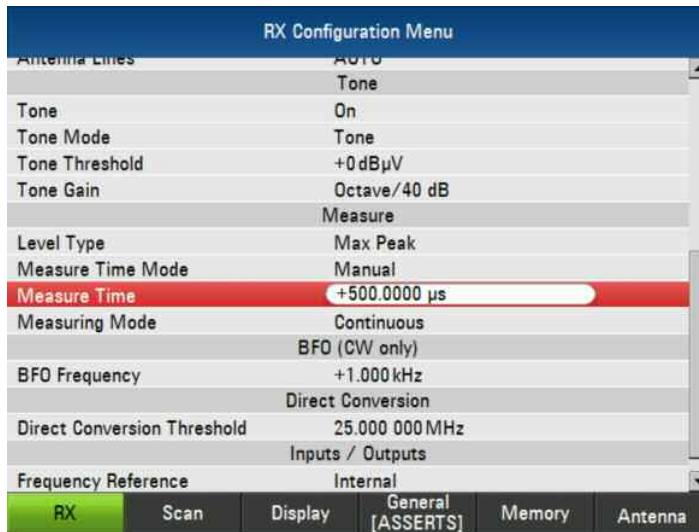 RX Configuration Menu
Antenna Lines AUTO
Tone
Tone On
Tone Mode Tone
Tone Threshold +0 dBµV
Tone Gain Octave/40 dB
Measure
Level Type Max Peak
Measure Time Mode Manual
Measure Time +500.0000 µs
Measuring Mode Continuous
BFO (CW only)
BFO Frequency +1.000 kHz
Direct Conversion
Direct Conversion Threshold 25.000 000 MHz
Inputs / Outputs
Frequency Reference Internal
RX Scan Display General [ASSERTS] Memory Antenna